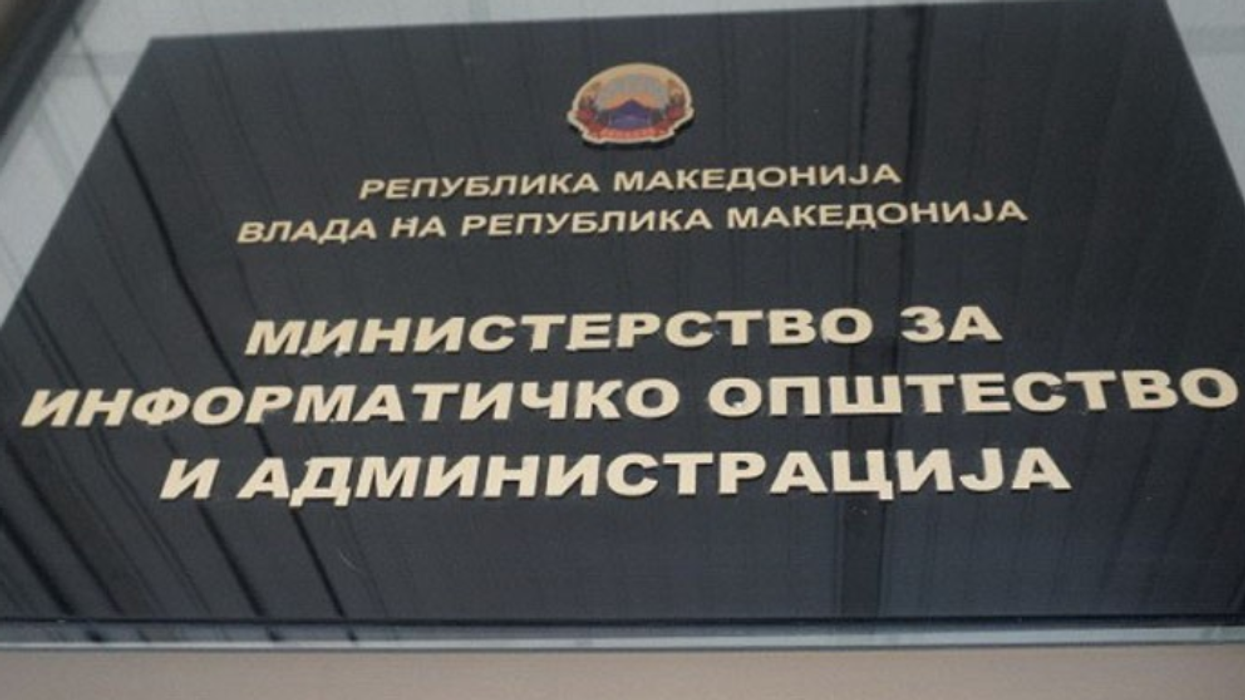 РЕПУБЛИКА МАКЕДОНИЈА
ВЛАДА НА РЕПУБЛИКА МАКЕДОНИЈА
МИНИСТЕРСТВО ЗА
ИНФОРМАТИЧКО ОПШТЕСТВО
И АДМИНИСТРАЦИЈА